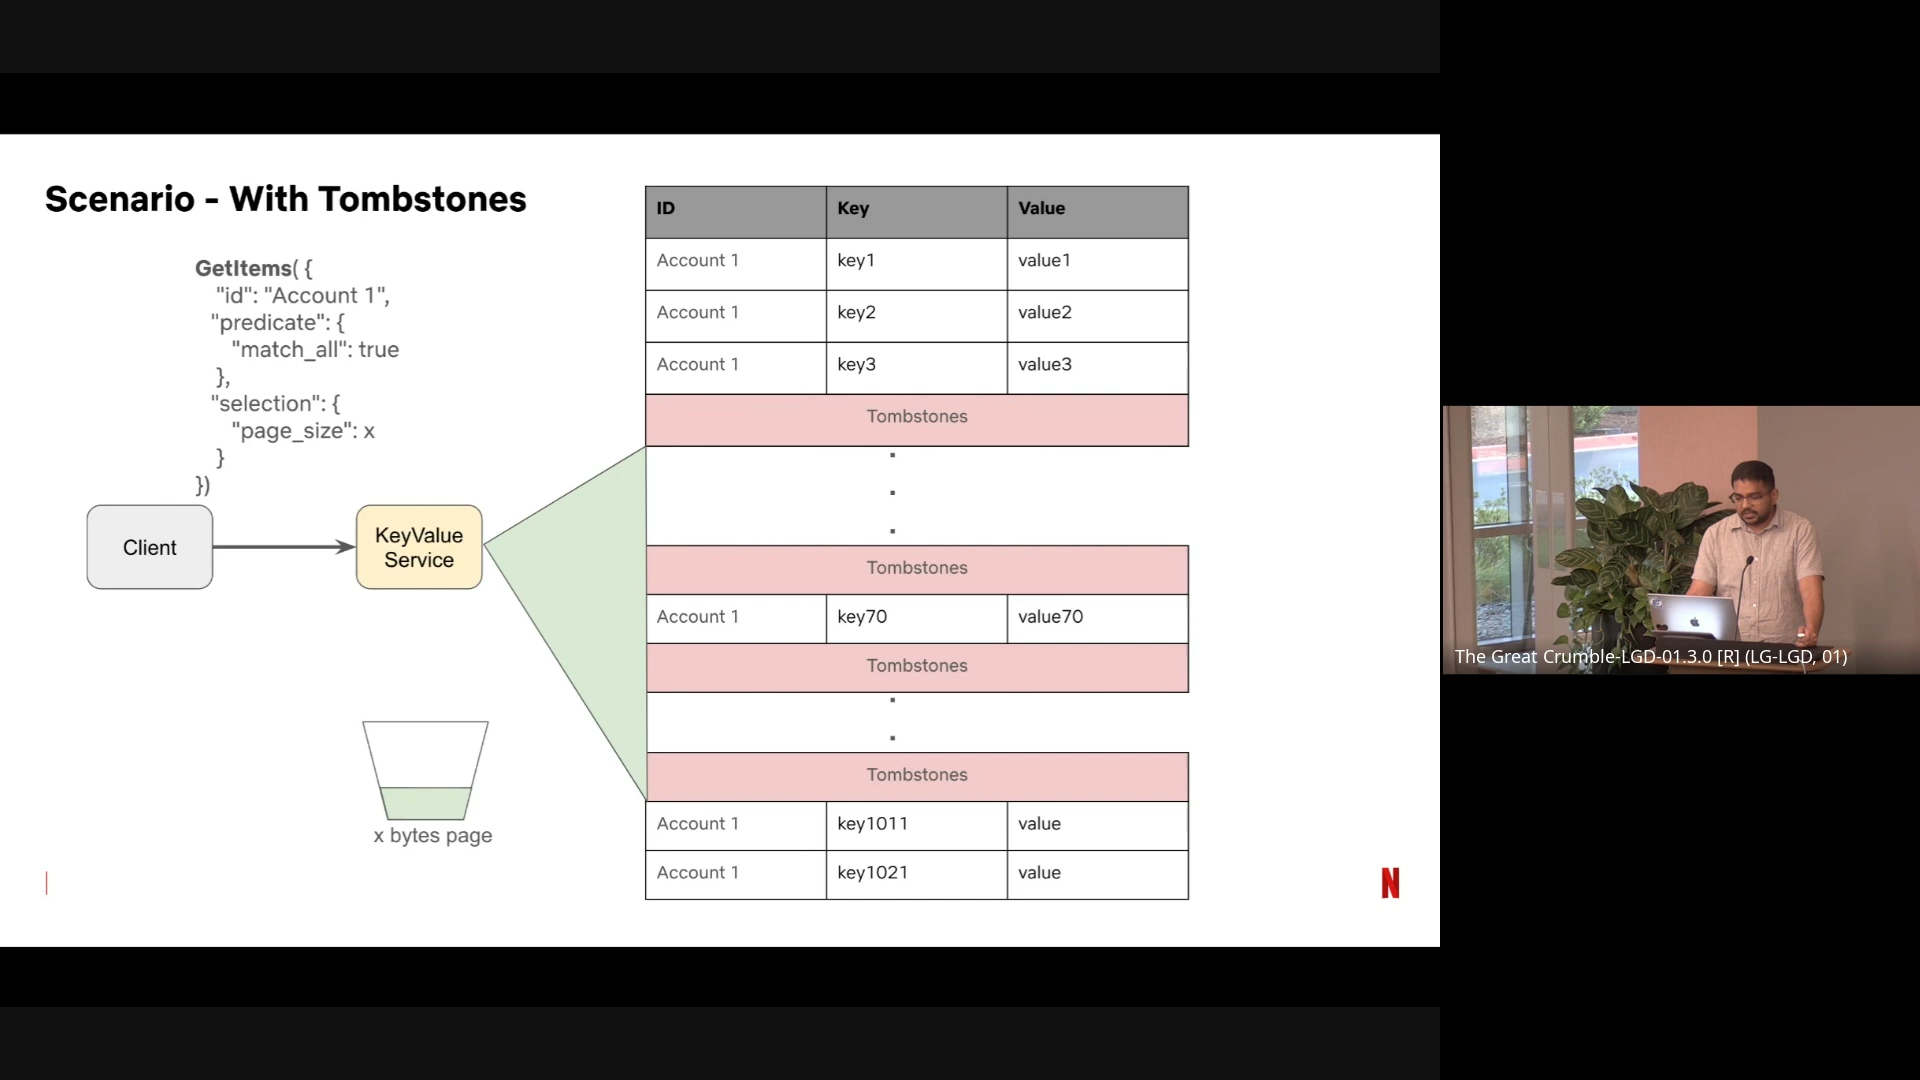 Scenario - With Tombstones
GetItems( {
"id": "Account 1",
"predicate": {
"match_all": true
},
"selection": {
"page_size": x
}
})
Client
KeyValue
Service
x bytes page
ID Key Value
Account 1 key1 value1
Account 1 key2 value2
Account 1 key3 value3
Tombstones
.
.
.
Tombstones
Account 1 key70 value70
Tombstones
.
.
Tombstones
Account 1 key1011 value
Account 1 key1021 value
N
The Great Crumble-LGD-01.3.0 [R] (LG-LGD, 01)